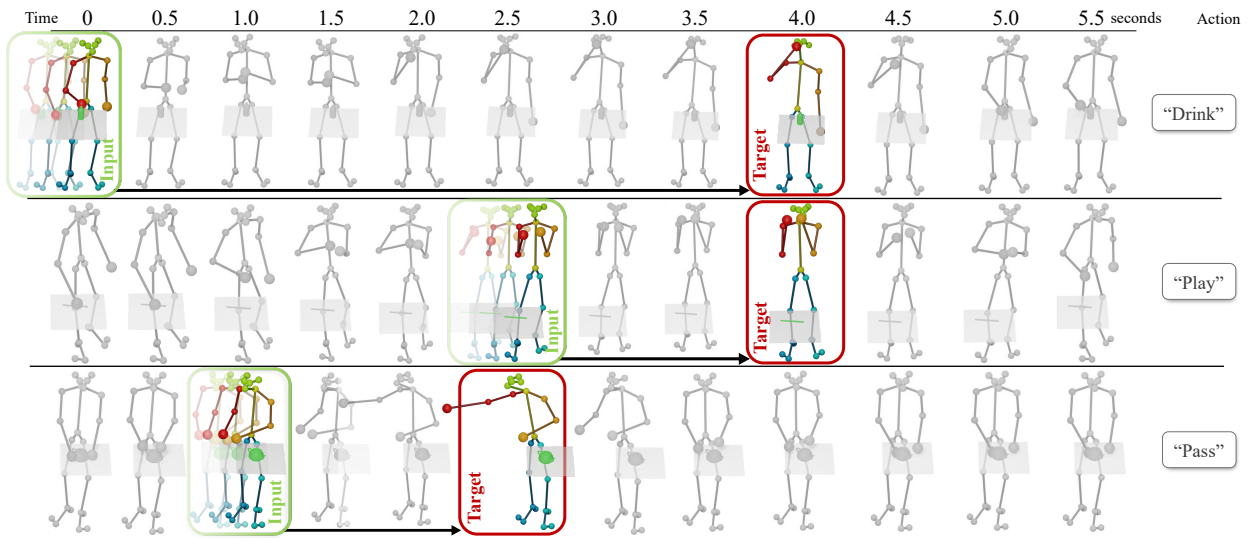 Time 0 0.5 1.0 1.5 2.0 2.5 3.0 3.5 4.0 4.5 5.0 5.5 seconds Action
Input
Target
“Drink”
Input
Target
“Play”
Input
Target
“Pass”